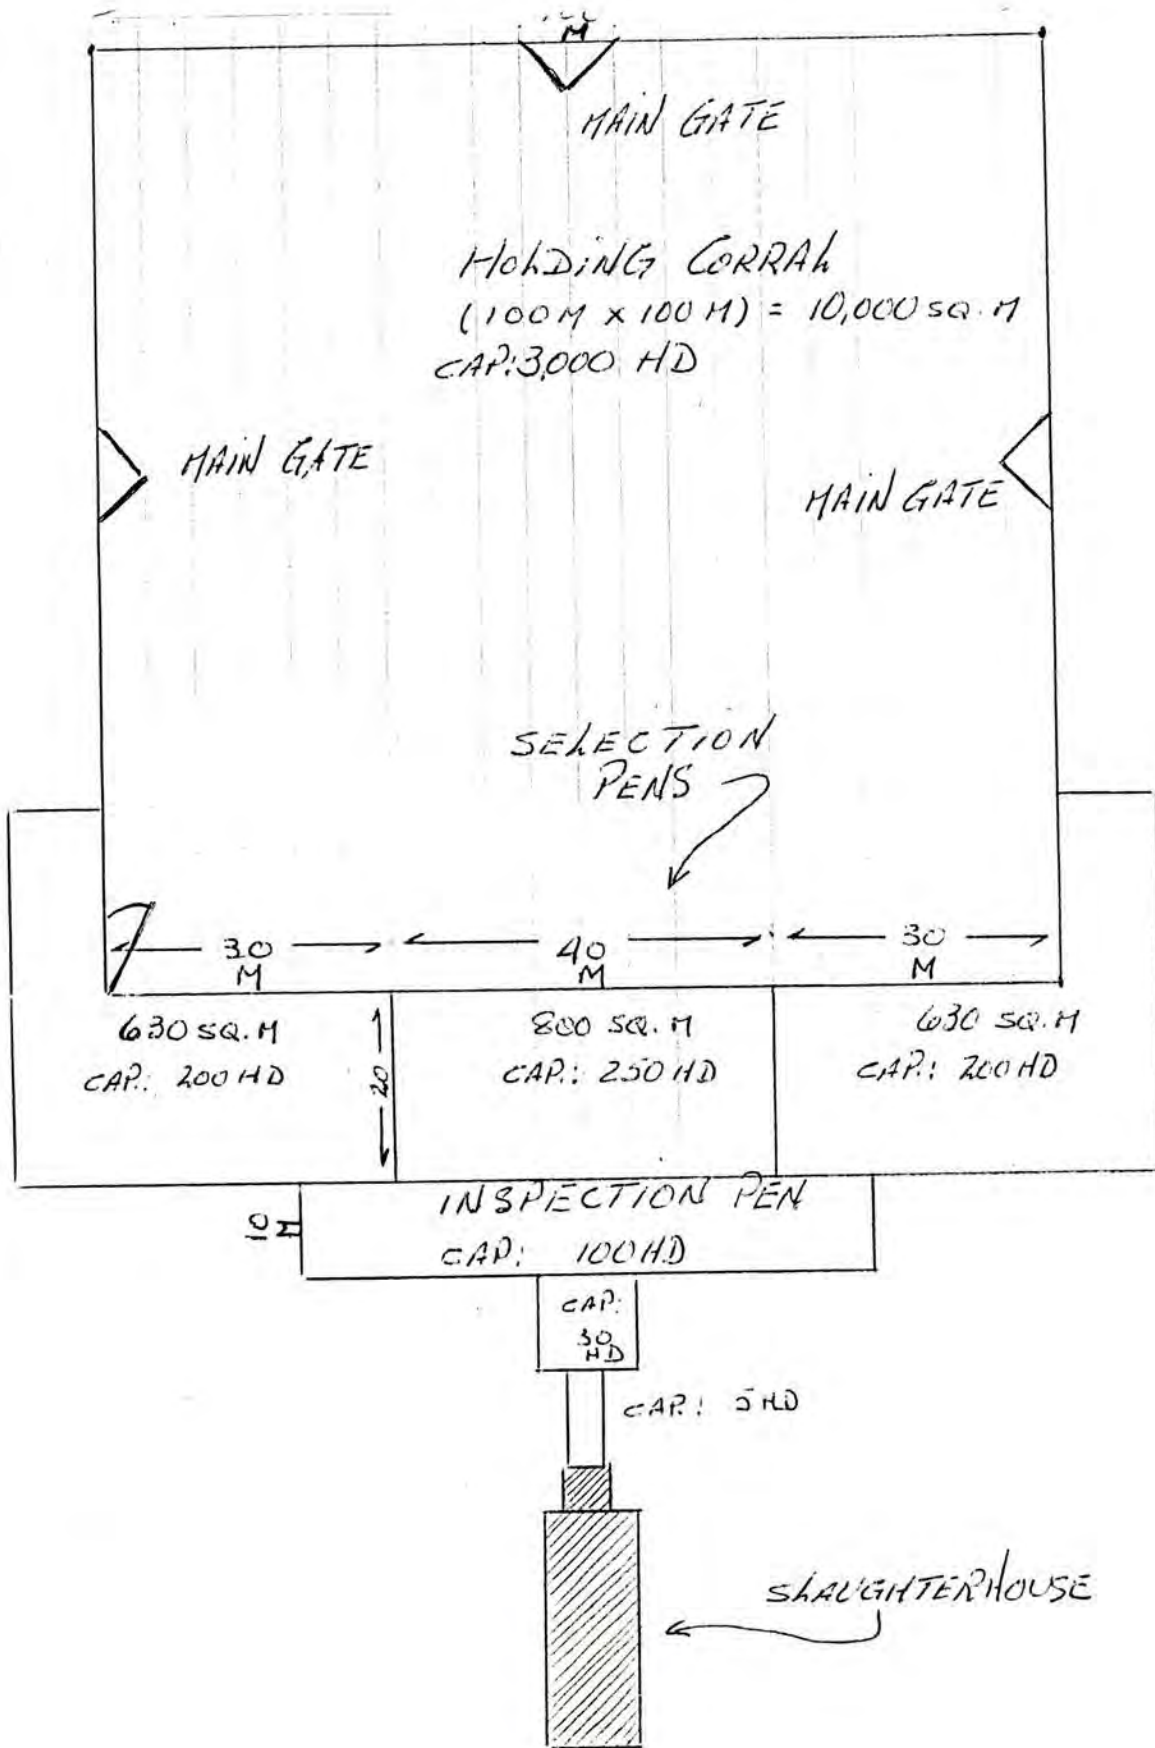 M
MAIN GATE
HOLDING CORRAL
(100 M X 100 M) = 10,000 SQ. M
CAP: 3,000 HD
MAIN GATE
MAIN GATE
SELECTION
PENS
30
M
40
M
30
M
630 SQ. M
CAP.: 200 HD
20
800 SQ. M
CAP.: 250 HD
630 SQ. M
CAP.: 200 HD
10
M
INSPECTION PEN
CAP: 100 HD
CAP:
30
HD
CAP.: 5 HD
SLAUGHTERHOUSE